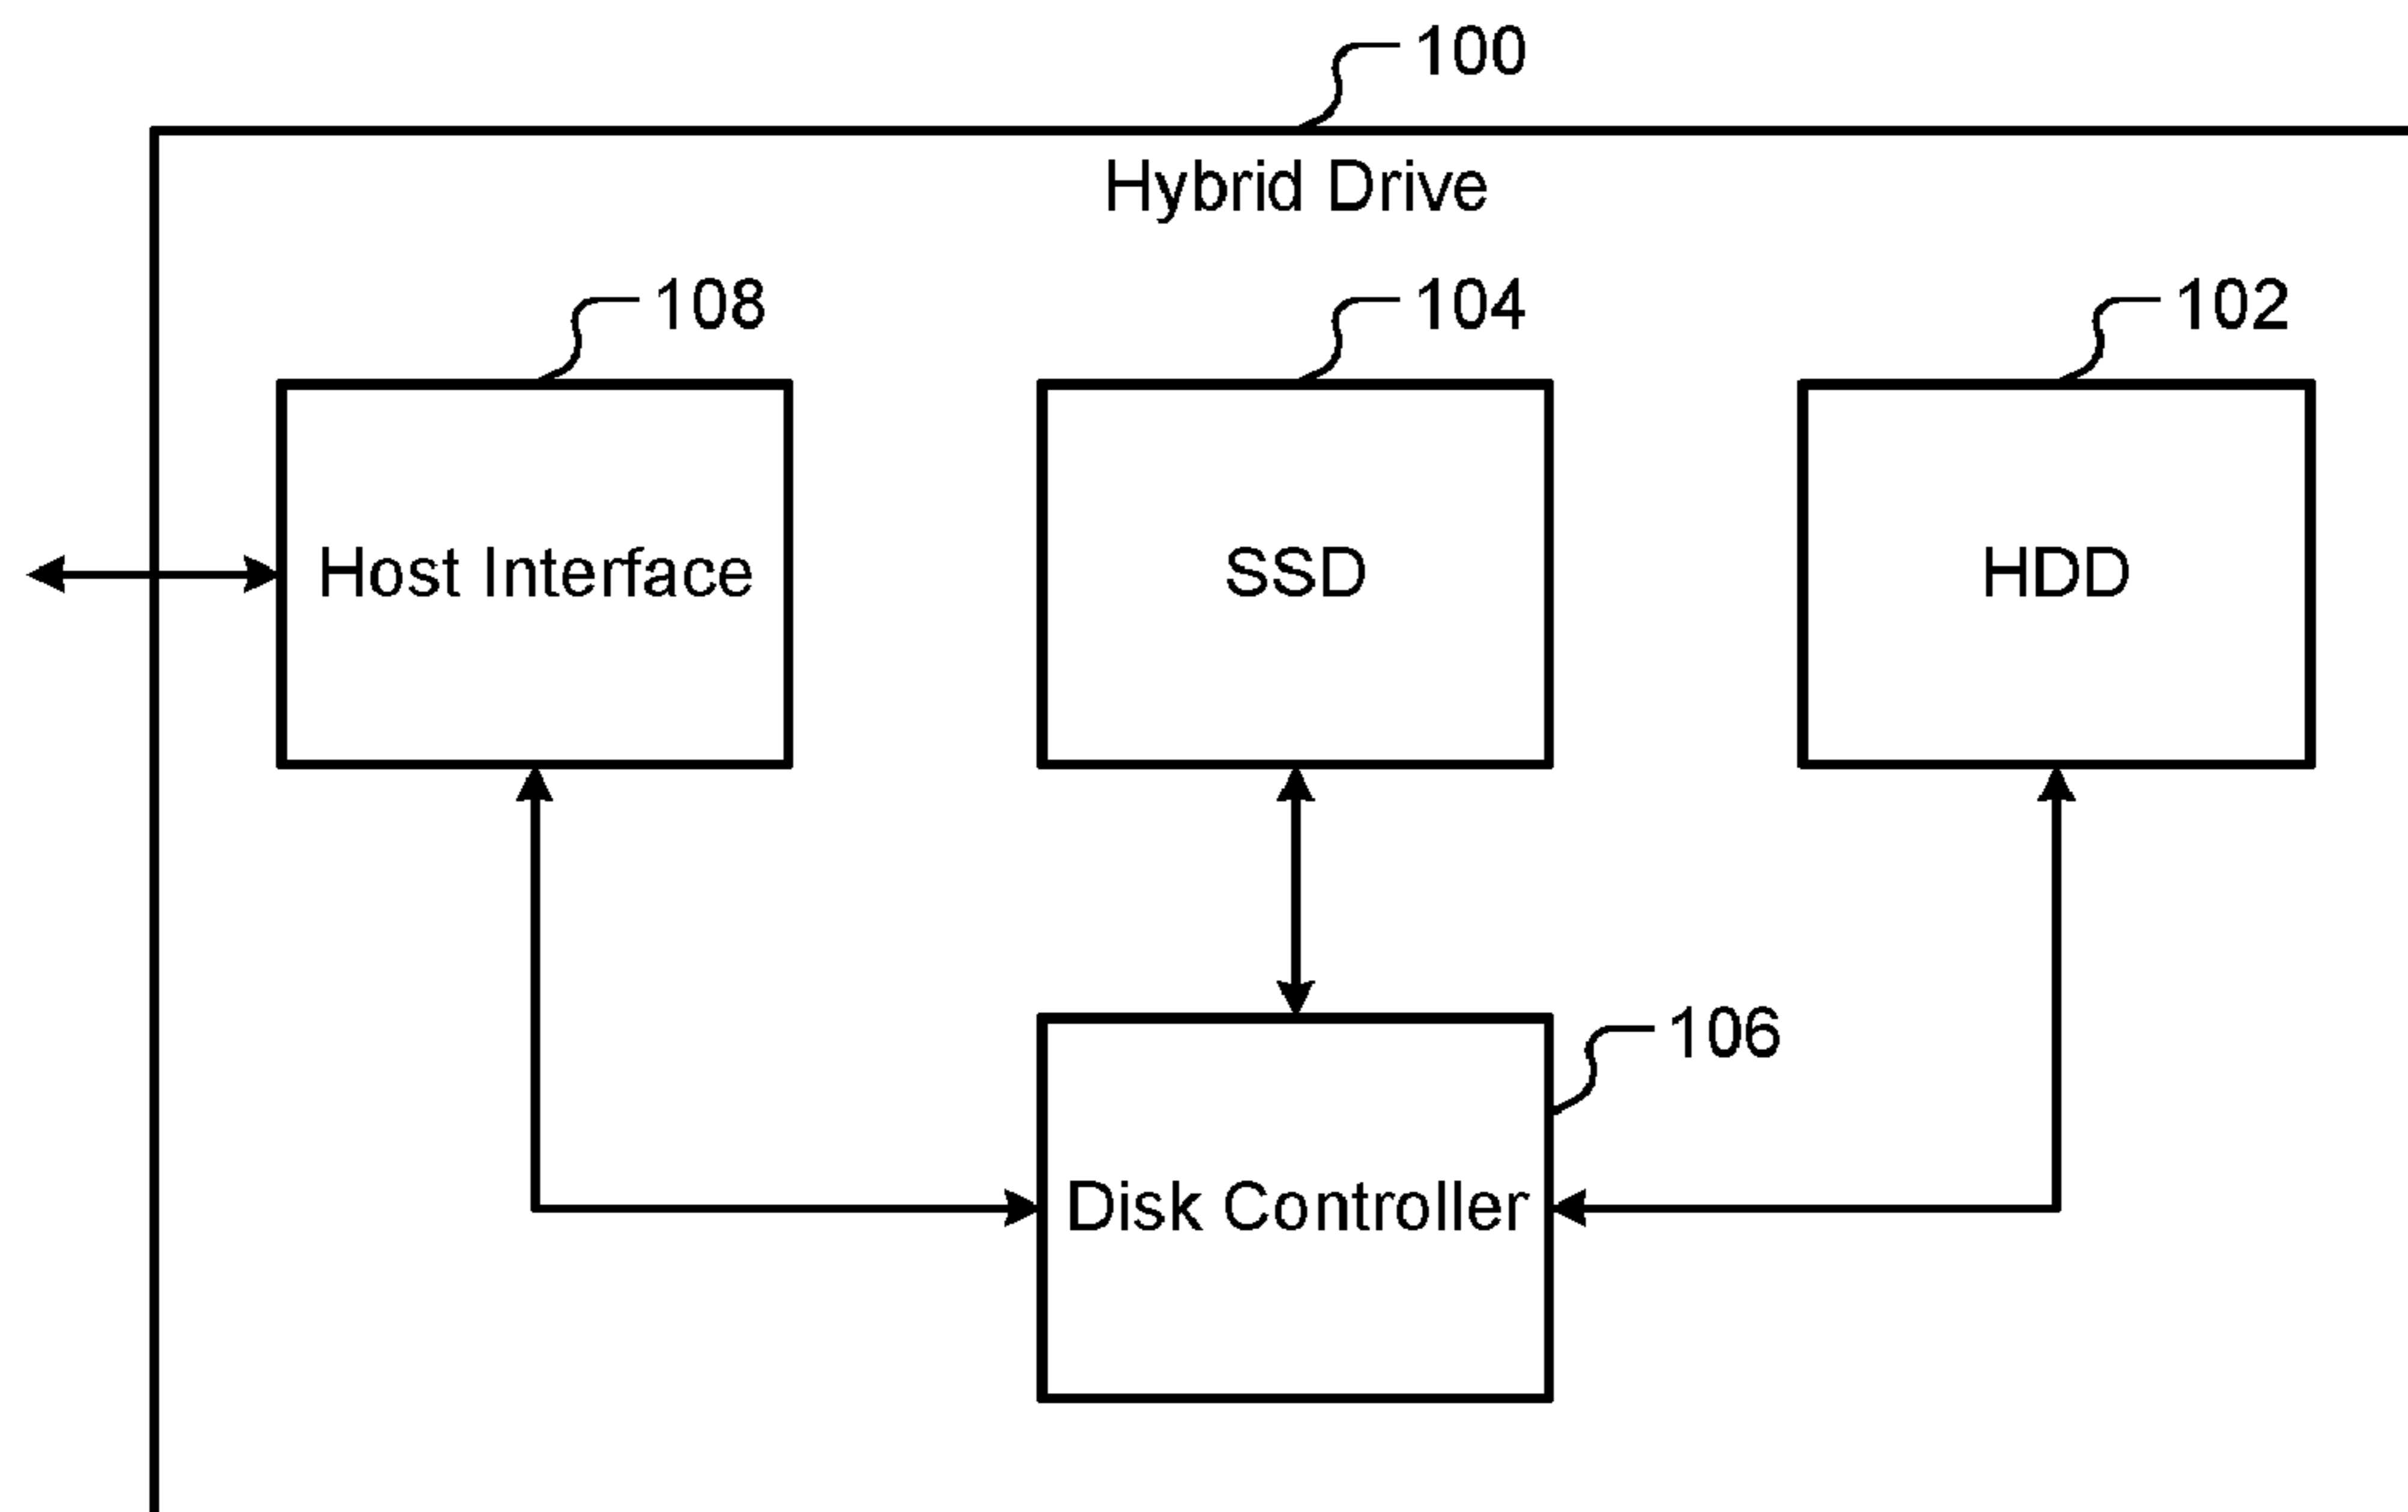 100
Hybrid Drive
108
104
102
Host Interface
SSD
HDD
106
Disk Controller